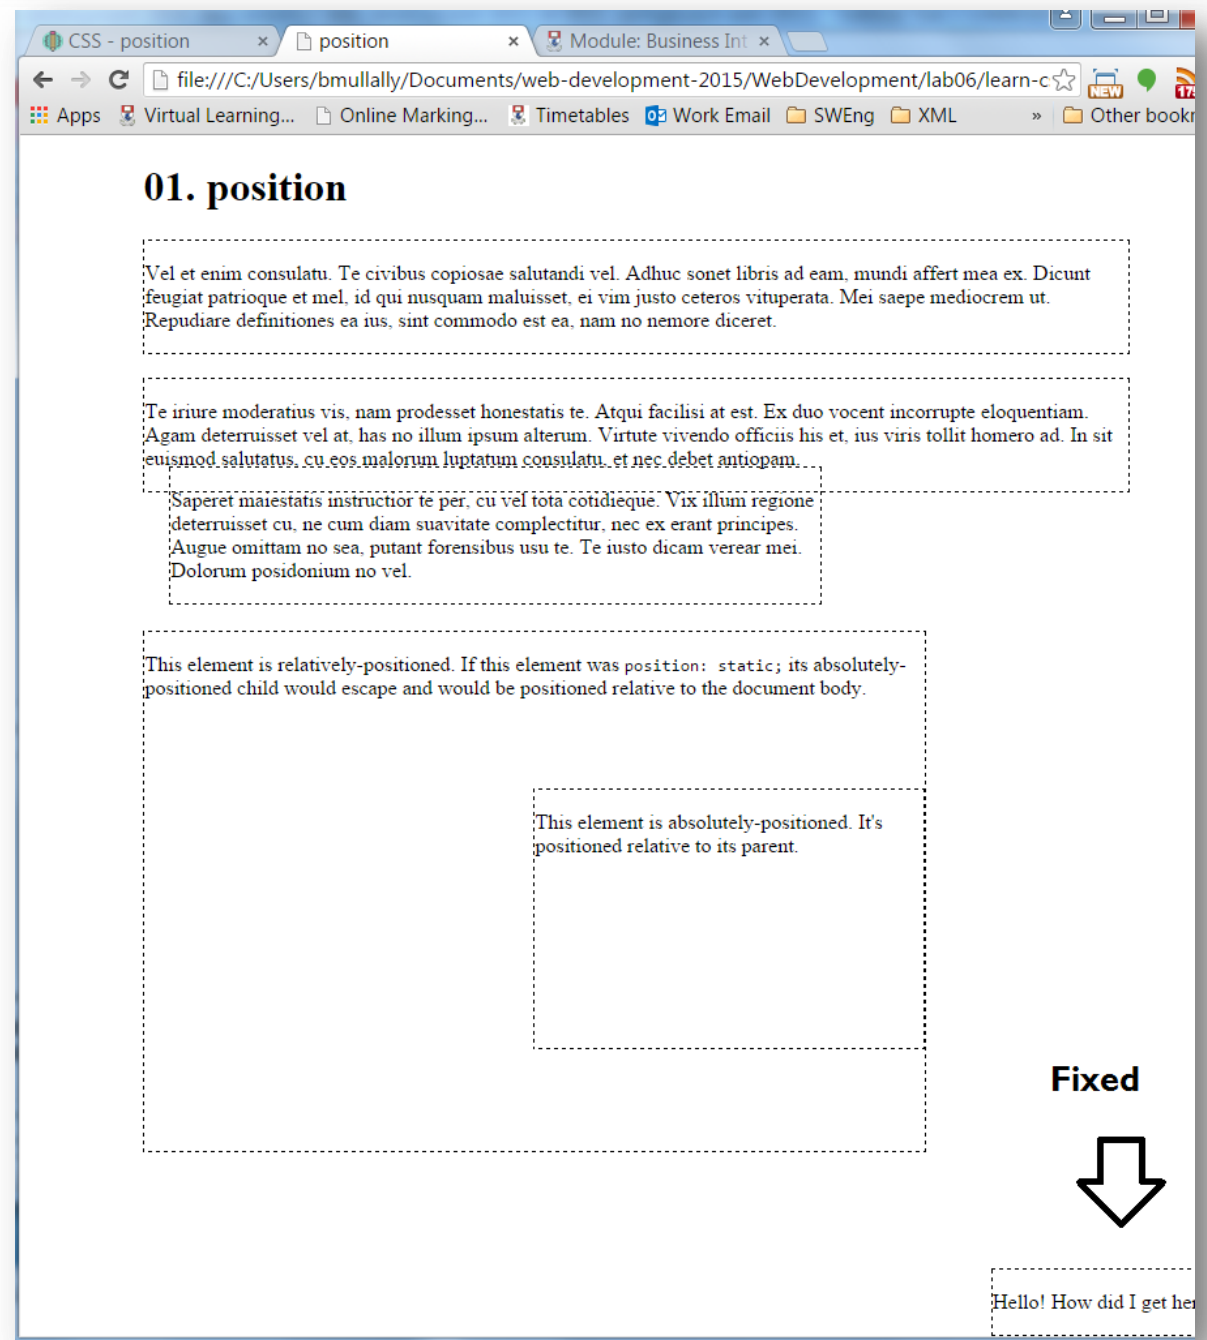 CSS - position
position
Module: Business Int
file:///C:/Users/bmullally/Documents/web-development-2015/WebDevelopment/lab06/learn-c
NEW
Apps Virtual Learning... Online Marking... Timetables Work Email SWEng XML » Other
01. position
Vel et enim consulatu. Te civibus copiosae salutandi vel. Adhuc sonet libris ad eam, mundi affert mea ex. Dicunt
feugiat patrioque et mel, id qui nusquam maluisset, ei vim justo ceteros vituperata. Mei saepe mediocrem ut.
Repudiare definitiones ea ius, sint commodo est ea, nam no nemore diceret.
Te iriure moderatius vis, nam prodesset honestatis te. Atqui facilisi at est. Ex duo vocent incorrupte eloquentiam.
Agam deterruisset vel at, has no illum ipsum alterum. Virtute vivendo officiis his et, ius viris tollit homero ad. In sit
euismod salutatus, cu eos malorum luptatum consulatu, et nec debet antiopam.
Saperet maiestatis instructior te per, cu vel tota cotidieque. Vix illum regione
deterruisset cu, ne cum diam suavitate complectitur, nec ex erant principes.
Augue omittam no sea, putant forensibus usu te. Te iusto dicam verear mei.
Dolorum posidonium no vel.
This element is relatively-positioned. If this element was position: static; its absolutely-
positioned child would escape and would be positioned relative to the document body.
This element is absolutely-positioned. It's
positioned relative to its parent.
Fixed
Hello! How did I get